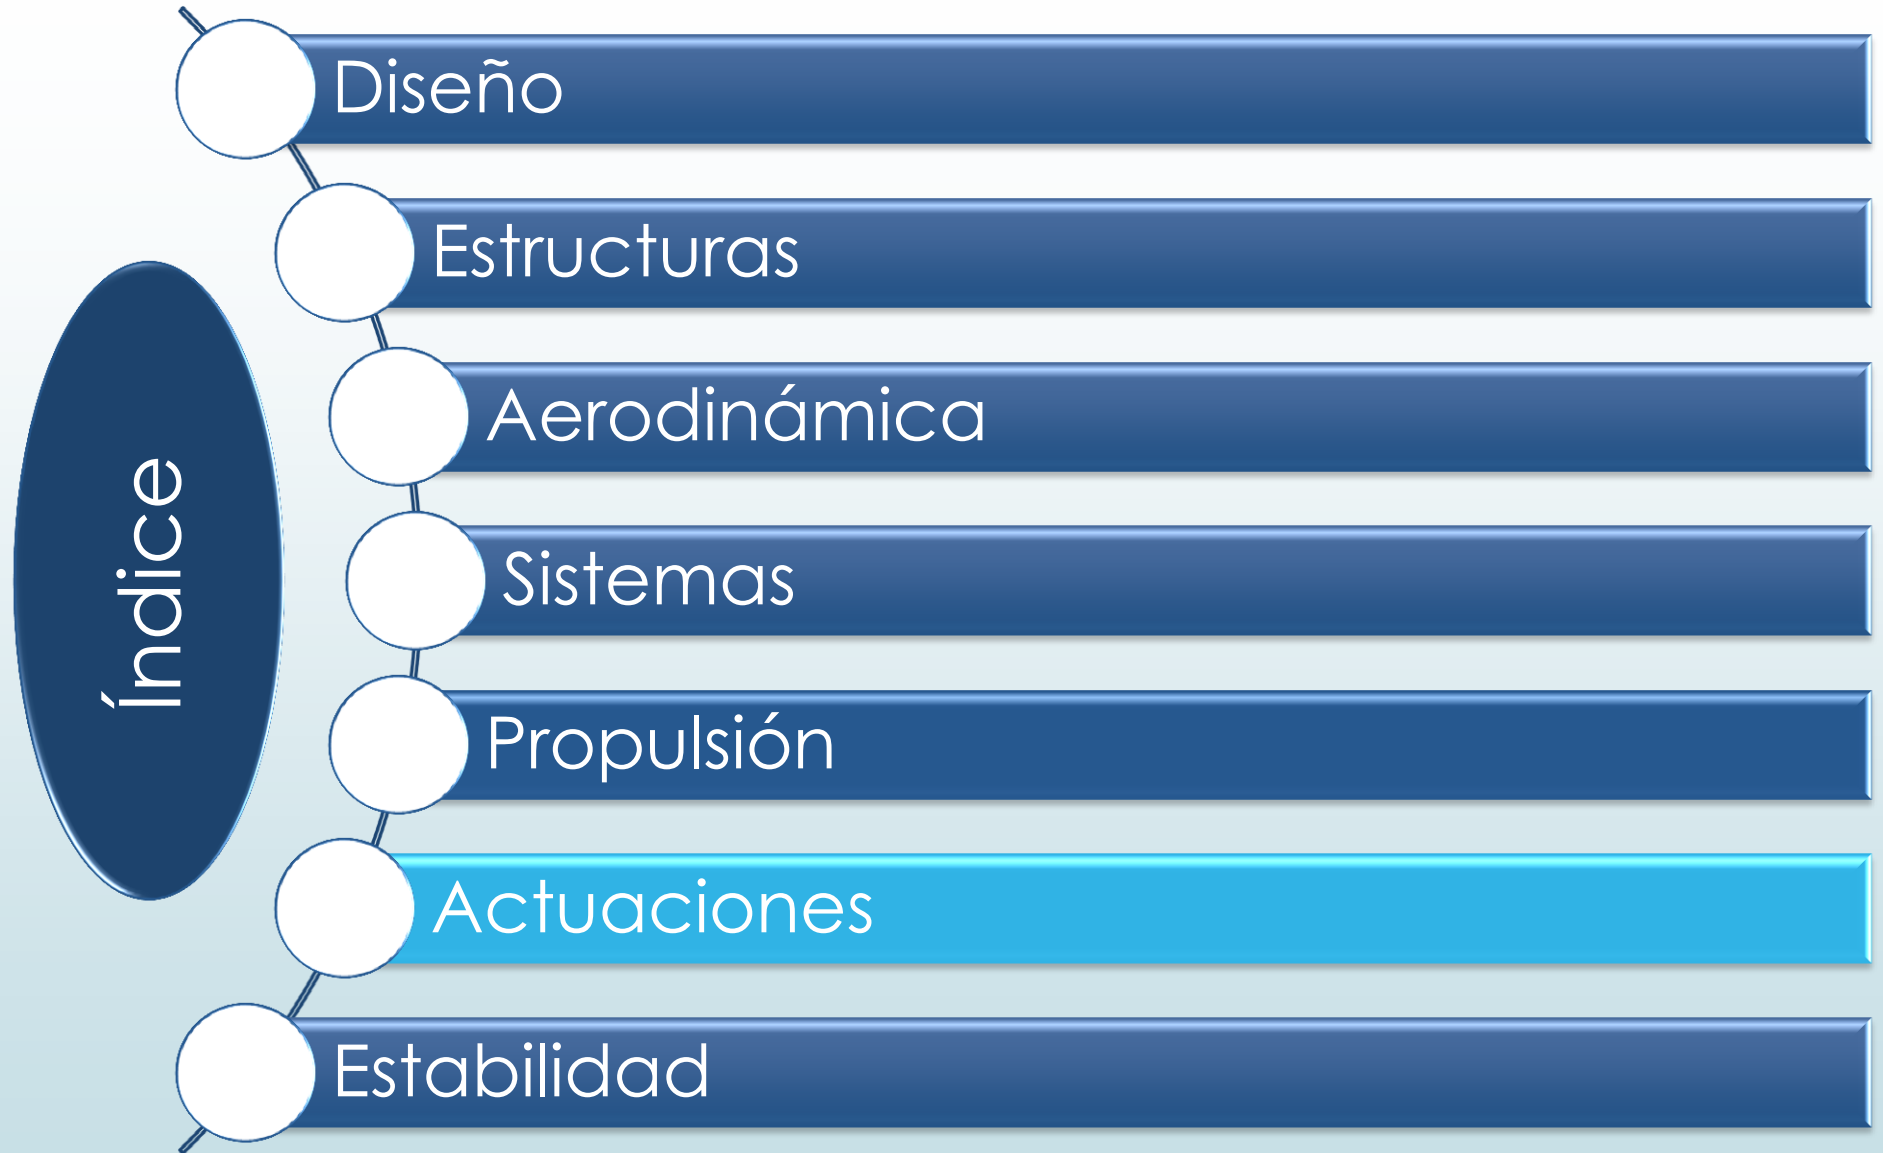 Índice
Diseño
Estructuras
Aerodinámica
Sistemas
Propulsión
Actuaciones
Estabilidad